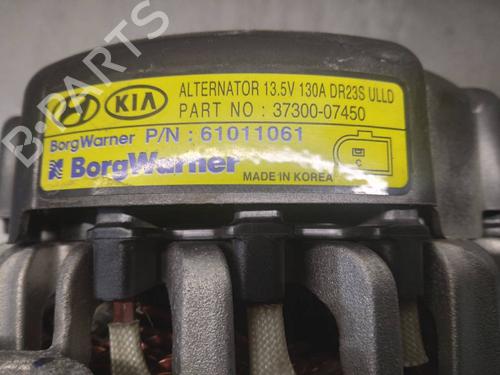 B-PARTS
KIA
ALTERNATOR 13.5V 130A DR23S ULLD
PART NO : 37300-07450
BorgWarner P/N : 61011061
BorgWarner
C
MADE IN KOREA